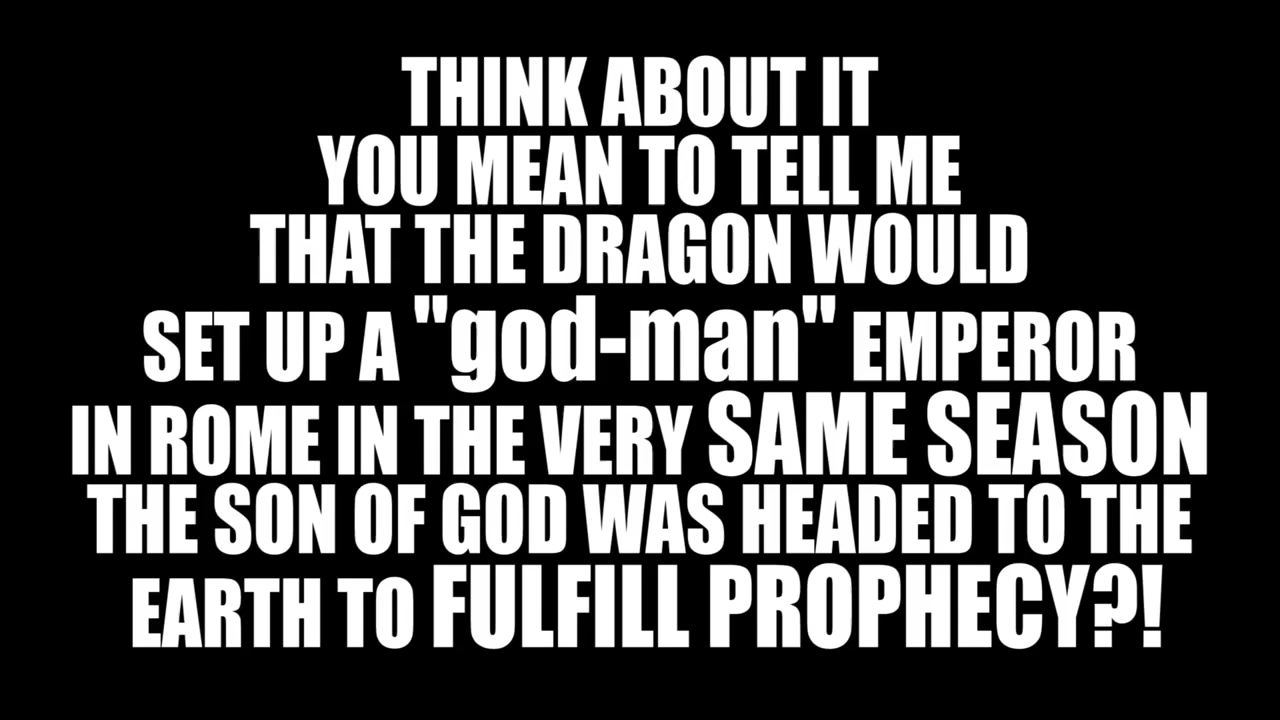 THINK ABOUT IT
YOU MEAN TO TELL ME
THAT THE DRAGON WOULD
SET UP A "god-man" EMPEROR
IN ROME IN THE VERY SAME SEASON
THE SON OF GOD WAS HEADED TO THE
EARTH TO FULFILL PROPHECY?!